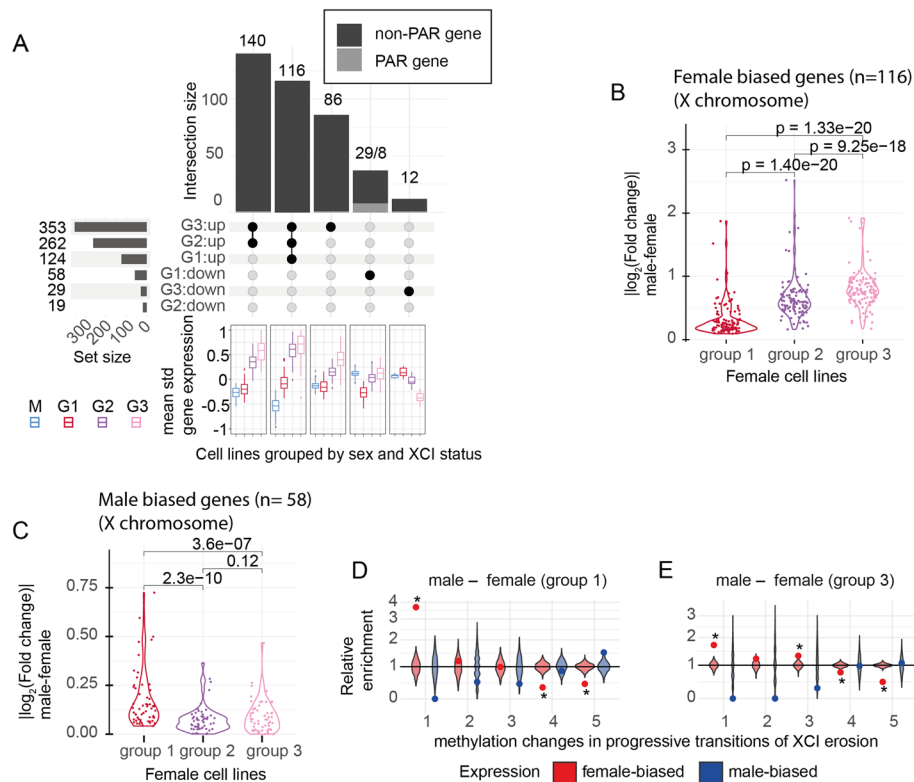 A
non-PAR gene
PAR gene
140
116
86
29/8
12
Intersection size
100
50
0
353
262
124
58
29
19
G3:up
G2:up
G1:up
G1:down
G3:down
G2:down
300
200
100
0
Set size
mean std
gene expression
1
0.5
0
-0.5
-1
M G1 G2 G3
Cell lines grouped by sex and XCI status
B
Female biased genes (n=116)
(X chromosome)
p = 1.33e−20
p = 9.25e−18
p = 1.40e−20
|log2(Fold change)|
male-female
3
2
1
0
group 1 group 2 group 3
Female cell lines
C
Male biased genes (n= 58)
(X chromosome)
3.6e−07
0.12
2.3e−10
|log2(Fold change)|
male-female
0.75
0.50
0.25
0.00
group 1 group 2 group 3
Female cell lines
D
male − female (group 1)
Relative
enrichment
4
3
2
1
0
* * *
1 2 3 4 5
E
male − female (group 3)
3
2
1
0
* * * *
1 2 3 4 5
methylation changes in progressive transitions of XCI erosion
Expression female-biased male-biased